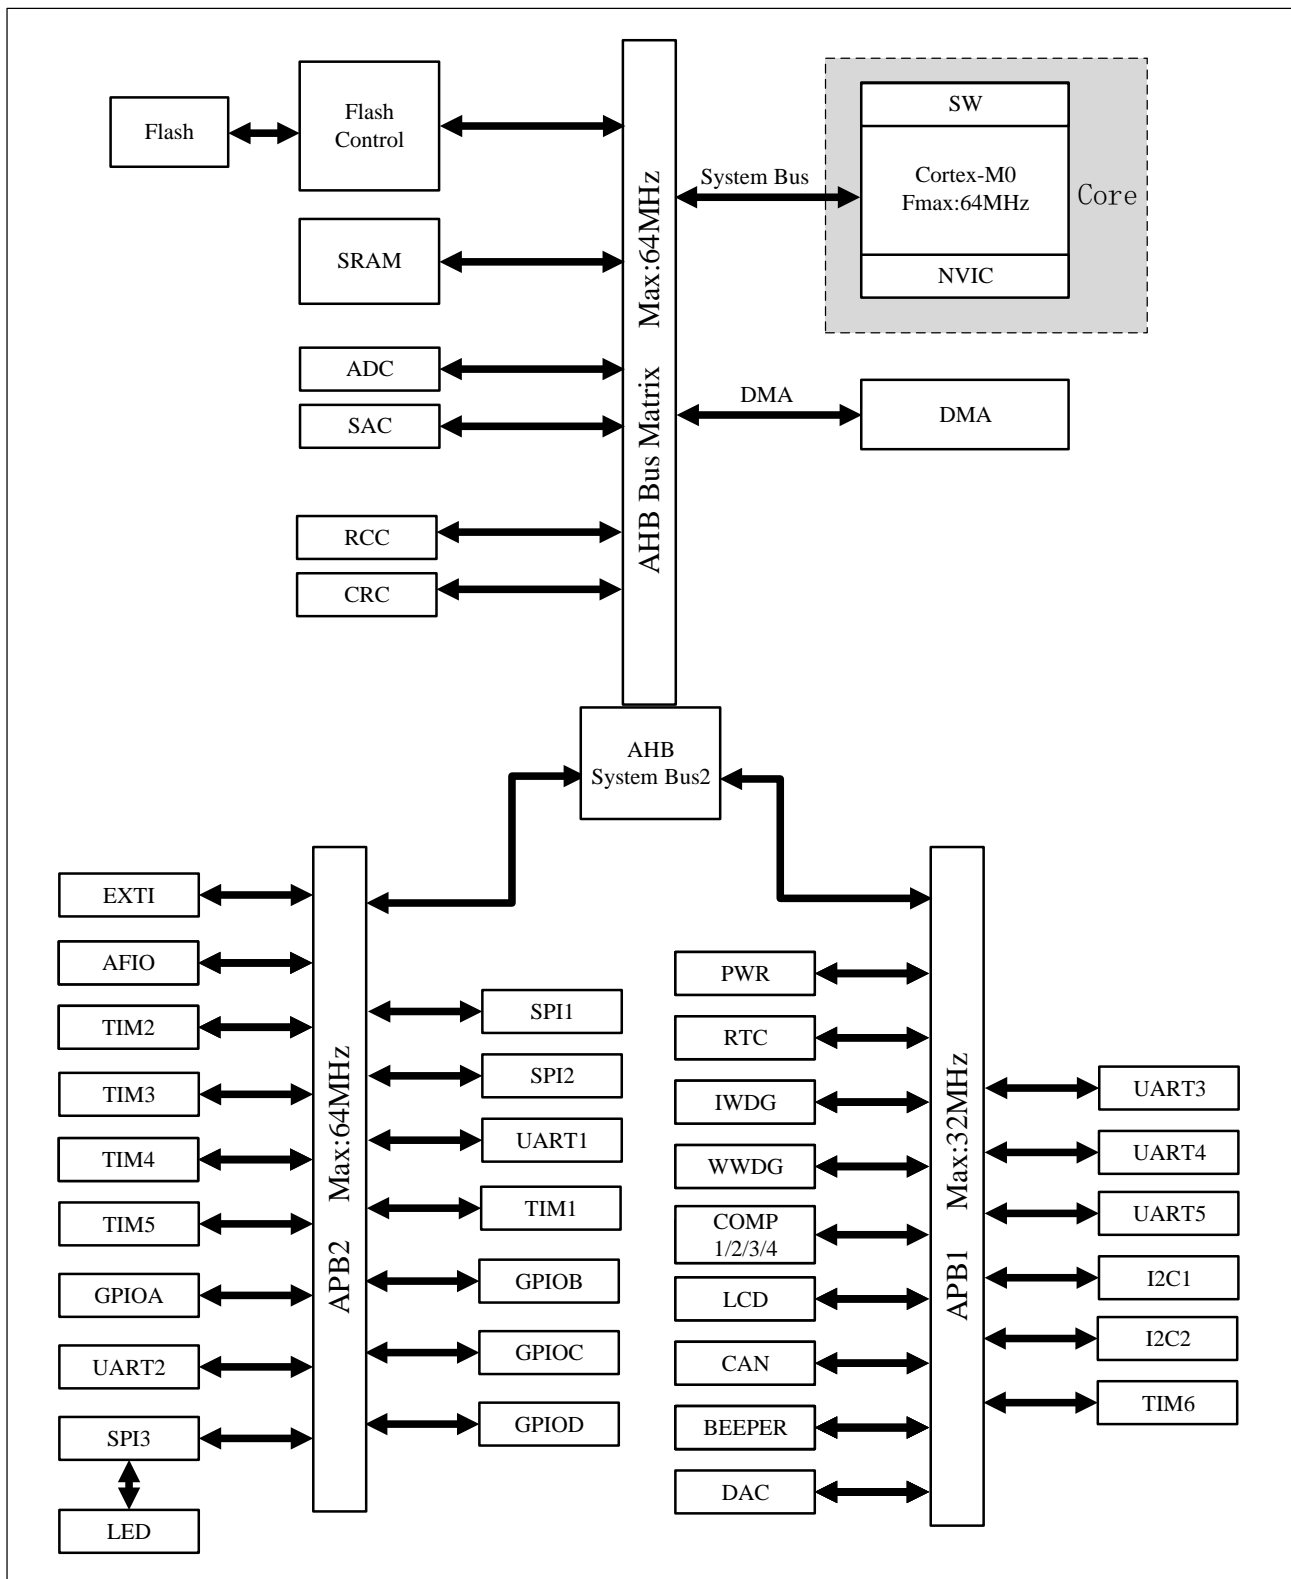 Flash
Flash
Control
SRAM
ADC
SAC
RCC
CRC
AHB Bus Matrix Max:64MHz
System Bus
SW
Cortex-M0
Fmax:64MHz
NVIC
Core
DMA
DMA
AHB
System Bus2
EXTI
AFIO
TIM2
TIM3
TIM4
TIM5
GPIOA
UART2
SPI3
LED
APB2 Max:64MHz
SPI1
SPI2
UART1
TIM1
GPIOB
GPIOC
GPIOD
PWR
RTC
IWDG
WWDG
COMP
1/2/3/4
LCD
CAN
BEEPER
DAC
APB1 Max:32MHz
UART3
UART4
UART5
I2C1
I2C2
TIM6